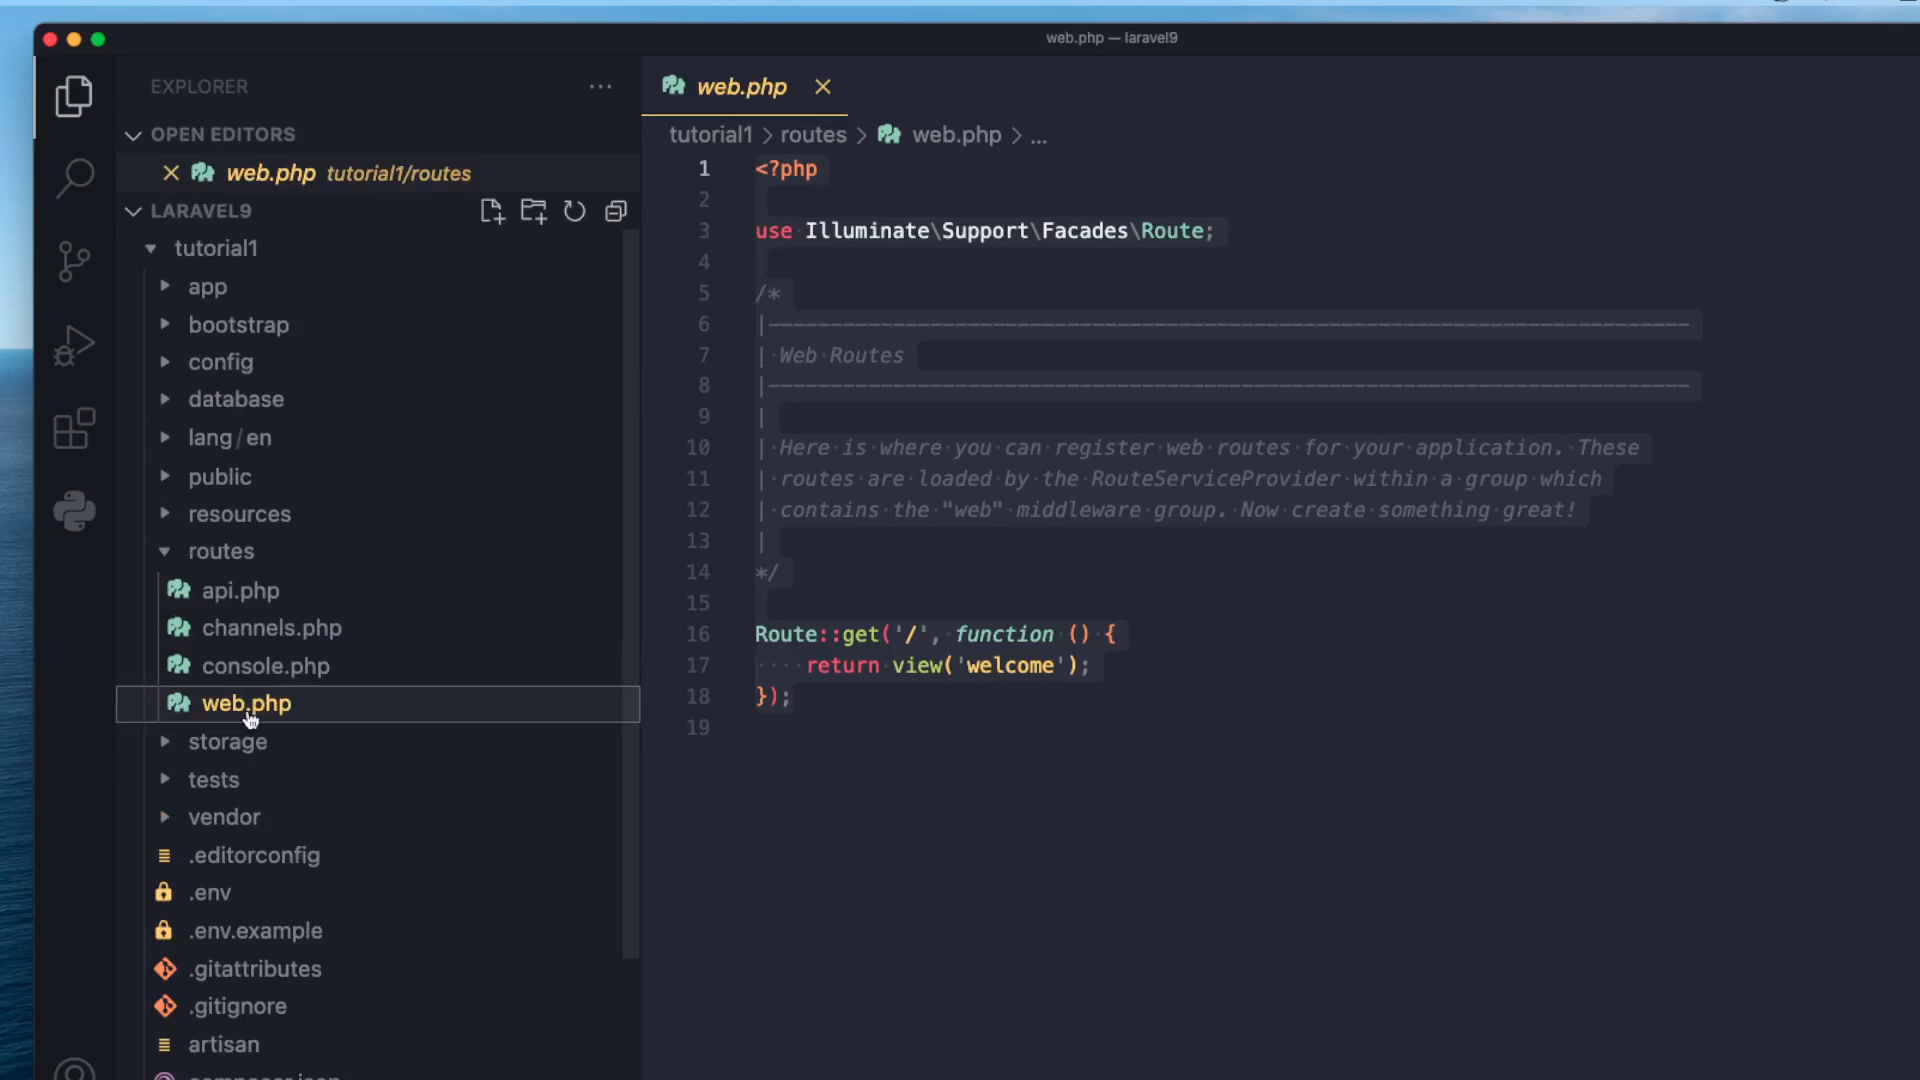 web.php — laravel9
EXPLORER
OPEN EDITORS
web.php tutorial1/routes
LARAVEL9
tutorial1
app
bootstrap
config
database
lang/en
public
resources
routes
api.php
channels.php
console.php
web.php
storage
tests
vendor
.editorconfig
.env
.env.example
.gitattributes
.gitignore
artisan
web.php
tutorial1 > routes > web.php > ...
1 <?php
2
3 use Illuminate\Support\Facades\Route;
4
5 /*
6 |--------------------------------------------------------------------------
7 | Web Routes
8 |--------------------------------------------------------------------------
9 |
10 | Here is where you can register web routes for your application. These
11 | routes are loaded by the RouteServiceProvider within a group which
12 | contains the "web" middleware group. Now create something great!
13 |
14 */
15
16 Route::get('/', function () {
17 return view('welcome');
18 });
19